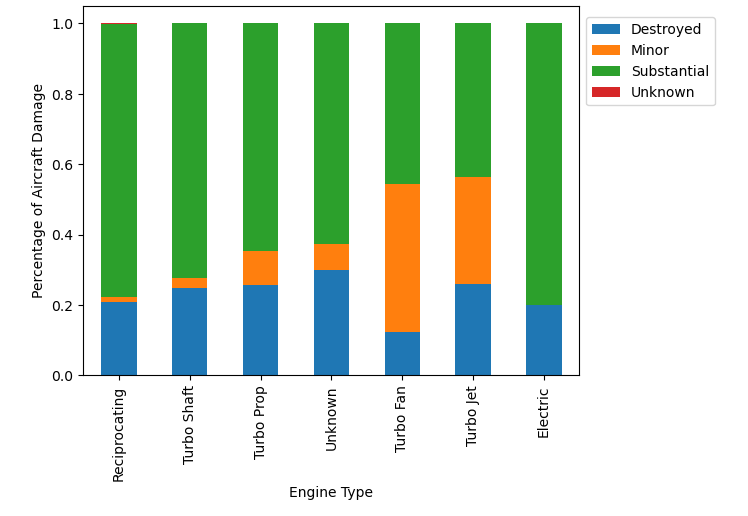 1.0
0.8
0.6
0.4
0.2
0.0
Percentage of Aircraft Damage
Reciprocating
Turbo Shaft
Turbo Prop
Unknown
Turbo Fan
Turbo Jet
Electric
Engine Type
Destroyed
Minor
Substantial
Unknown